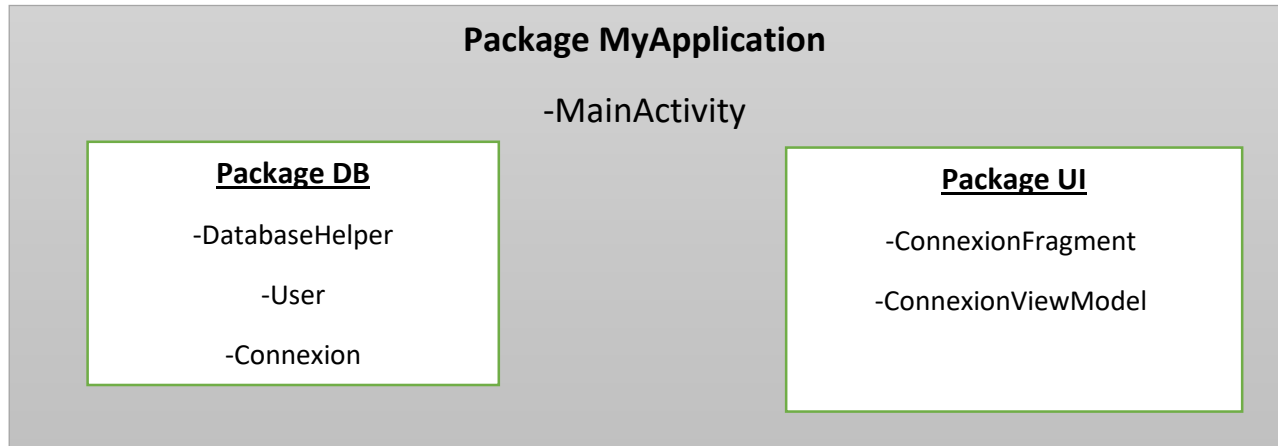 Package MyApplication
-MainActivity
Package DB
-DatabaseHelper
-User
-Connexion
Package UI
-ConnexionFragment
-ConnexionViewModel